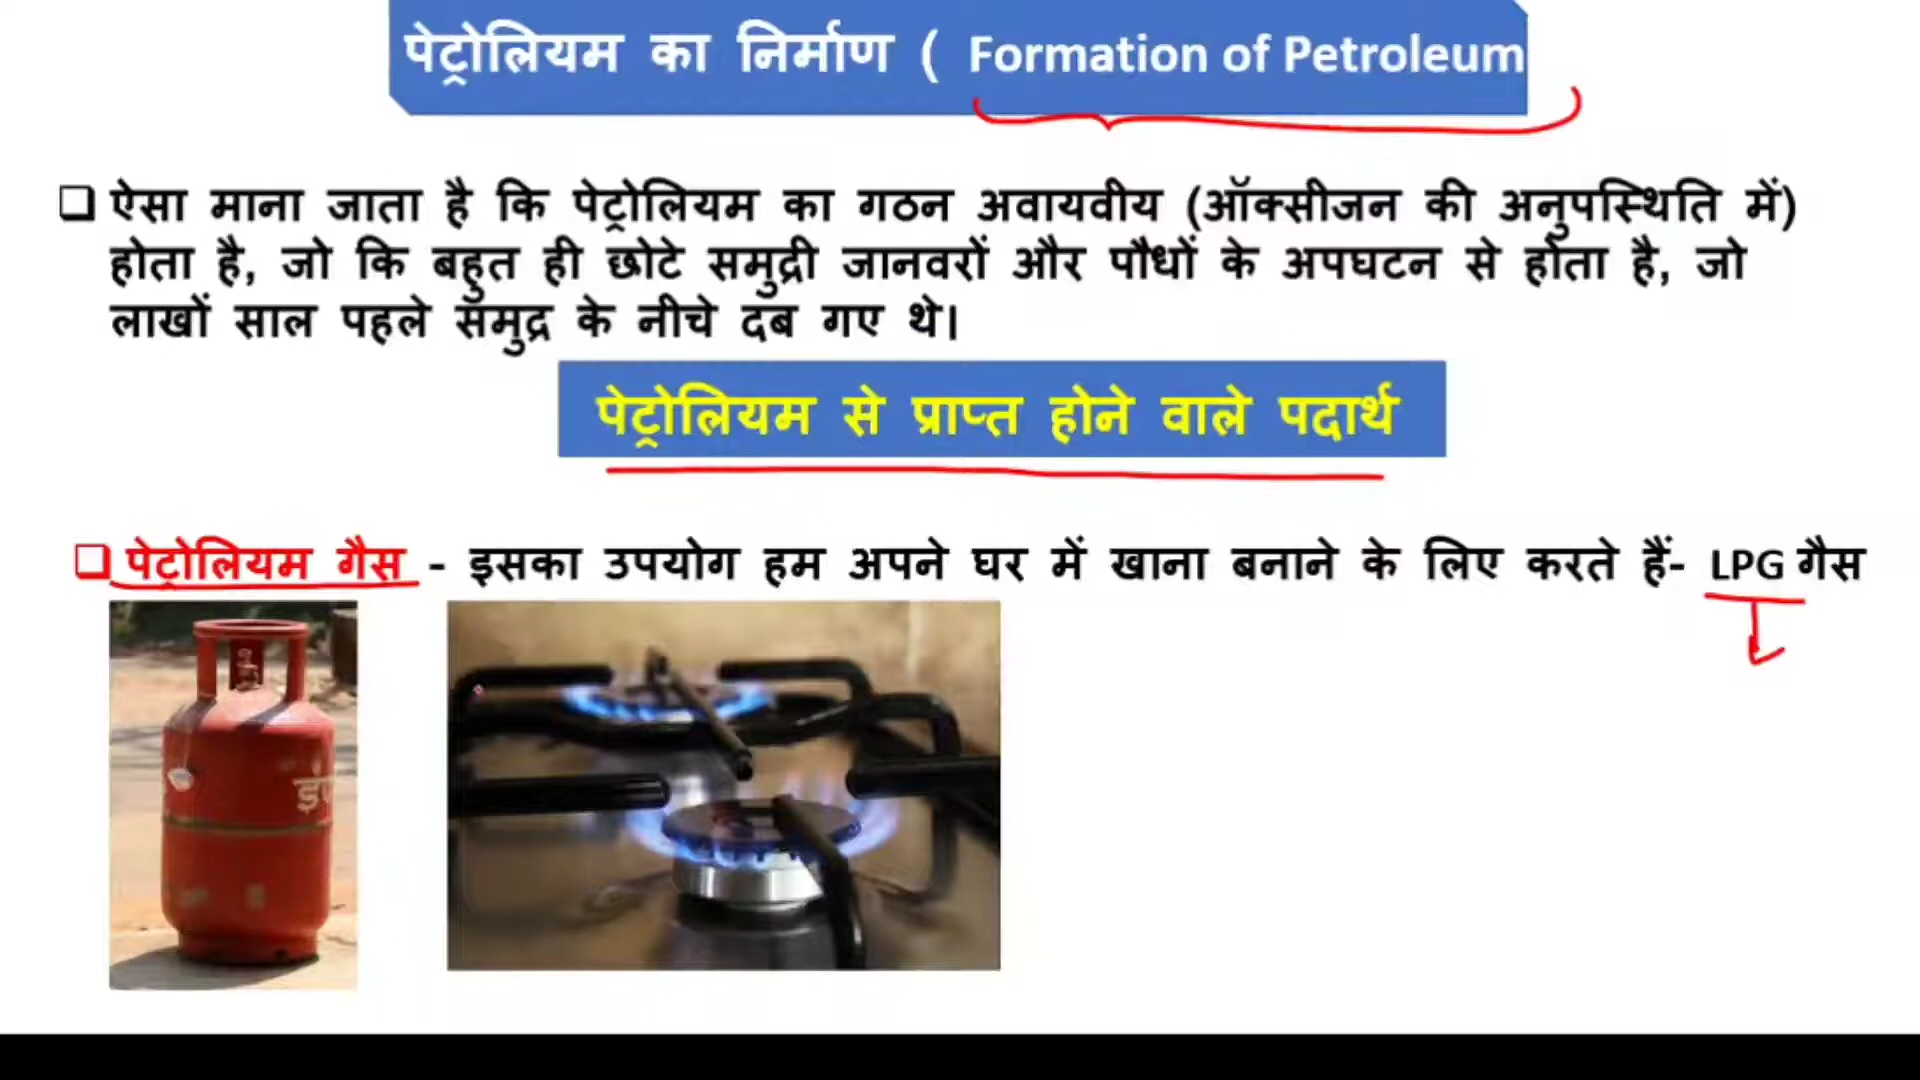 पेट्रोलियम का निर्माण ( Formation of Petroleum
ऐसा माना जाता है कि पेट्रोलियम का गठन अवायवीय (ऑक्सीजन की अनुपस्थिति में)
होता है, जो कि बहुत ही छोटे समुद्री जानवरों और पौधों के अपघटन से होता है, जो
लाखों साल पहले समुद्र के नीचे दब गए थे।
पेट्रोलियम से प्राप्त होने वाले पदार्थ
पेट्रोलियम गैस - इसका उपयोग हम अपने घर में खाना बनाने के लिए करते हैं- LPG गैस